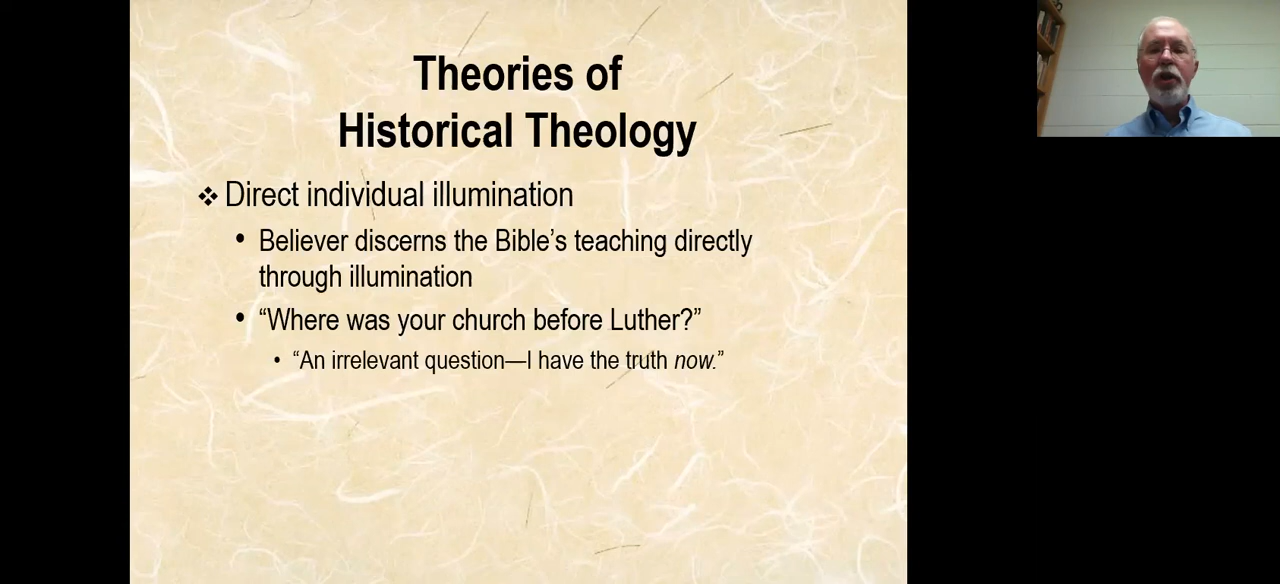 Theories of
Historical Theology
❖ Direct individual illumination
• Believer discerns the Bible’s teaching directly
through illumination
• “Where was your church before Luther?”
• “An irrelevant question—I have the truth now.”